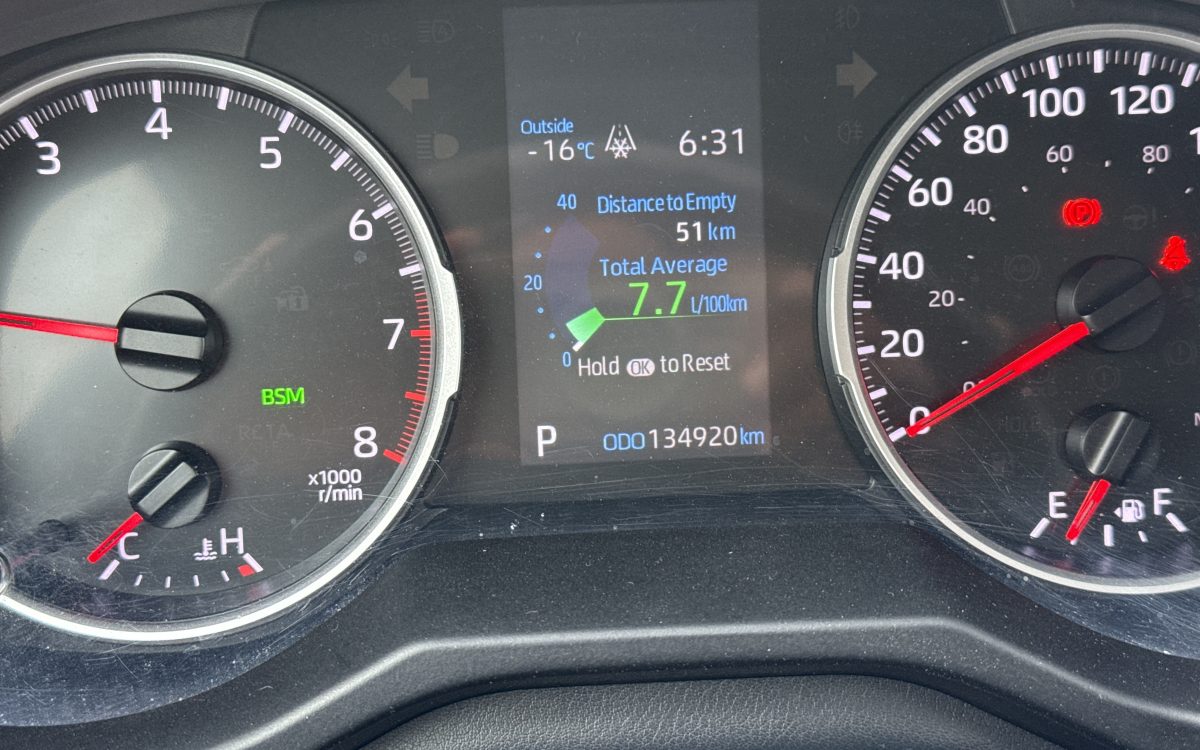 3
4
5
6
7
8
x1000
r/min
BSM
C
H
Outside
-16°C
6:31
40
20
0
Distance to Empty
51 km
Total Average
7.7 L/100km
Hold OK to Reset
P
ODO 134920 km
0
20
40
60
80
100
120
20
40
60
80
P
E
F